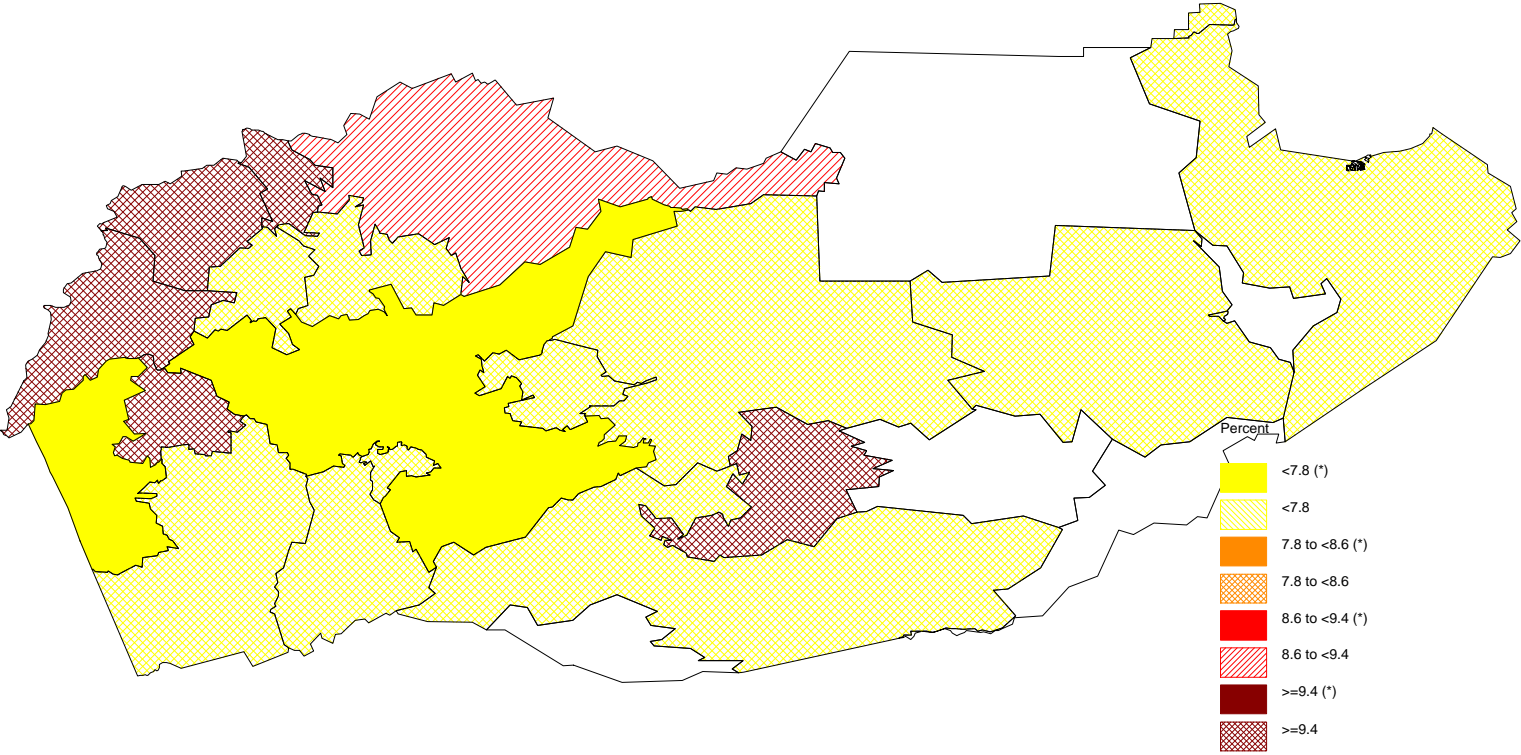 Percent
<7.8 (*)
<7.8
7.8 to <8.6 (*)
7.8 to <8.6
8.6 to <9.4 (*)
8.6 to <9.4
>=9.4 (*)
>=9.4